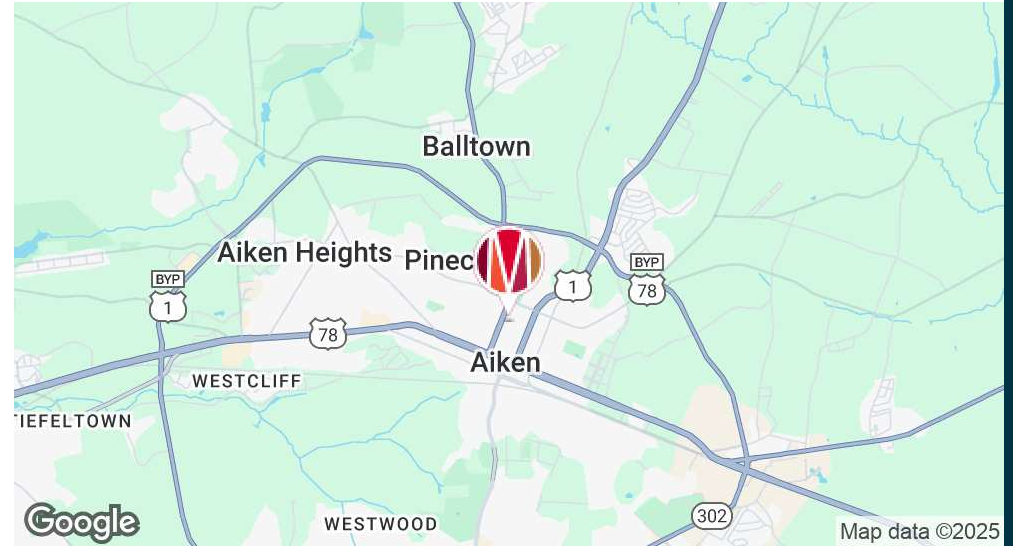 Balltown
Aiken Heights
Pinec
M
BYP
1
BYP
78
1
78
Aiken
WESTCLIFF
TIEFELTOWN
WESTWOOD
302
Google
Map data ©2025